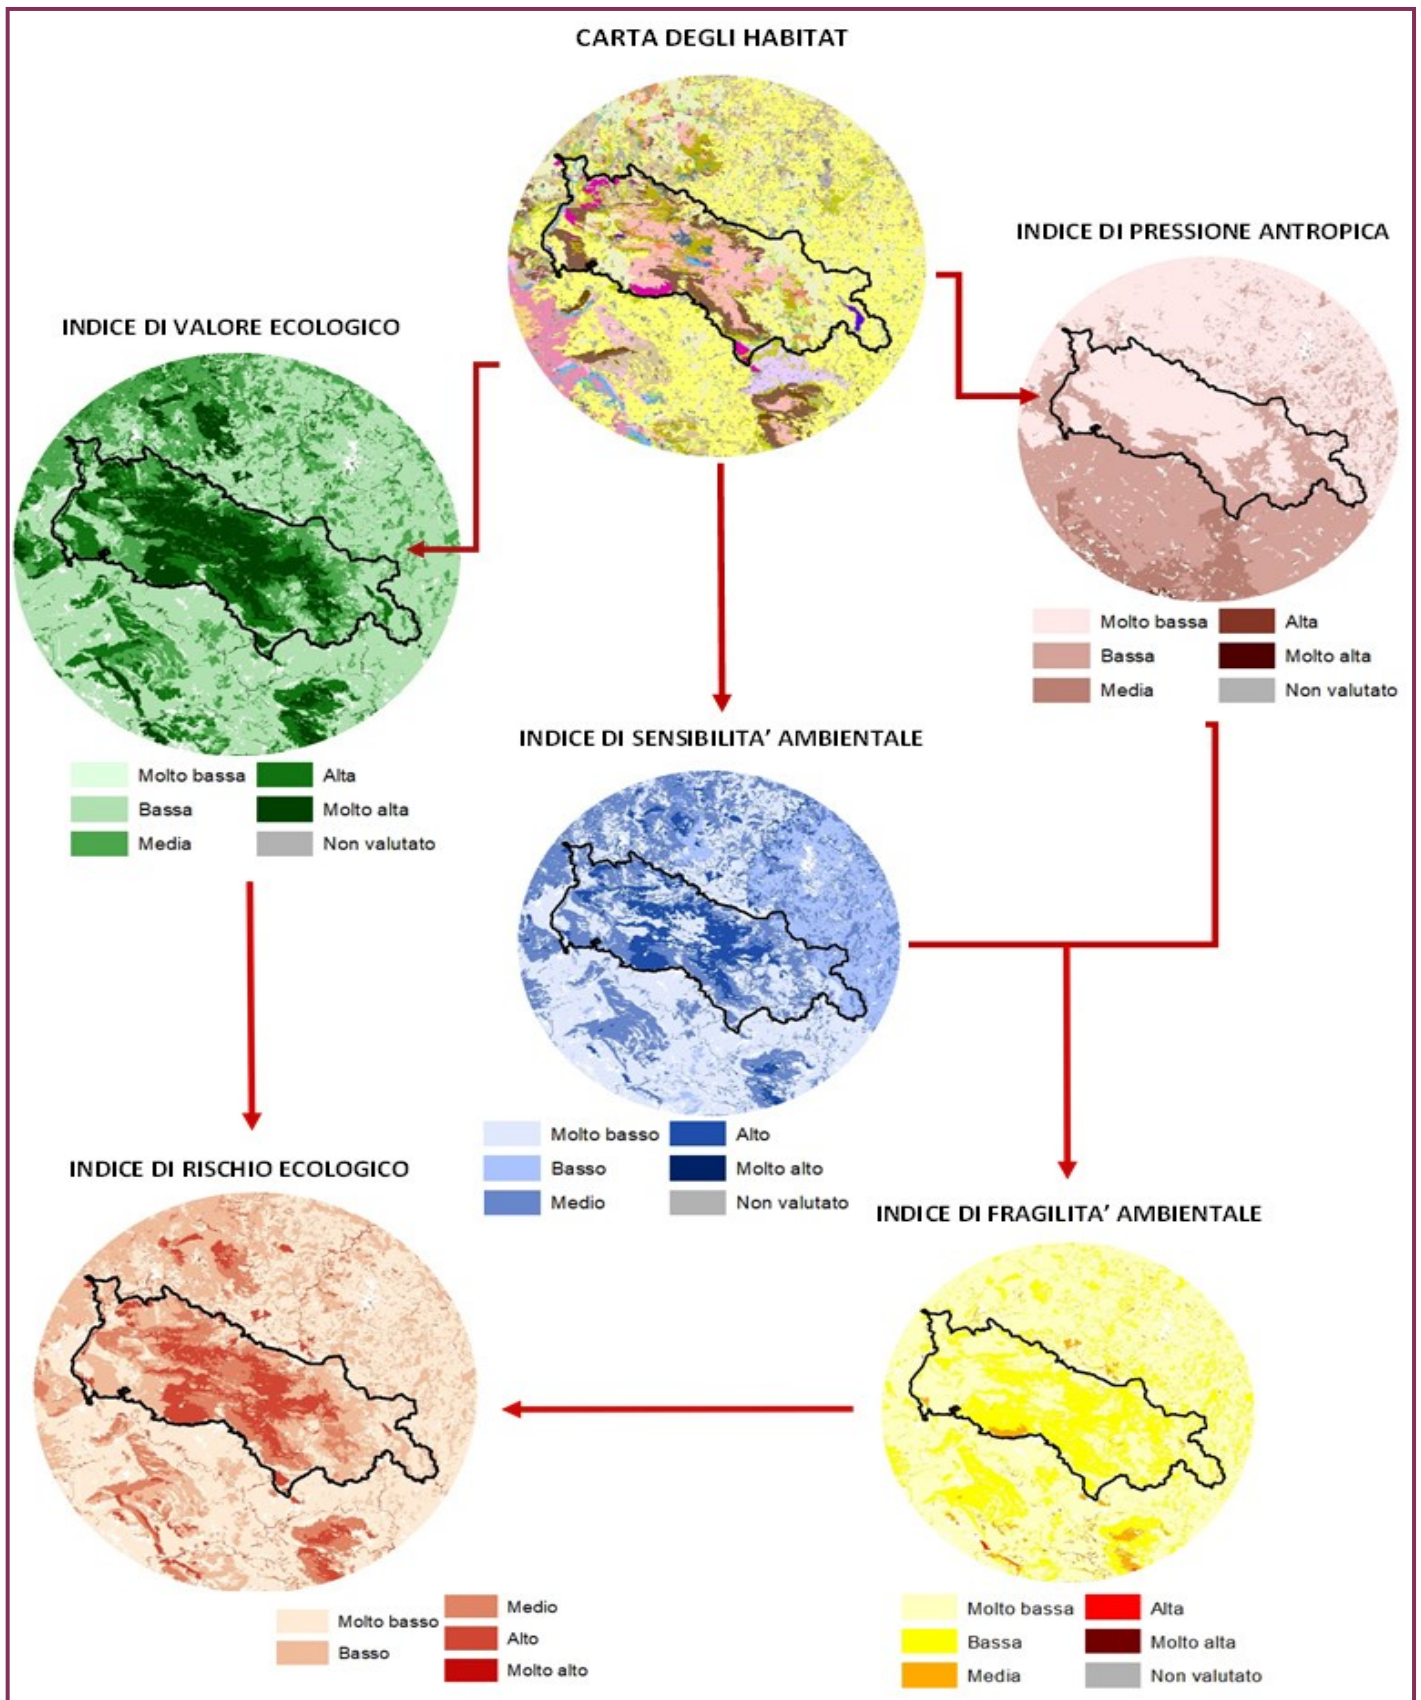 CARTA DEGLI HABITAT
INDICE DI PRESSIONE ANTROPICA
Molto bassa Alta
Bassa Molto alta
Media Non valutato
INDICE DI VALORE ECOLOGICO
Molto bassa Alta
Bassa Molto alta
Media Non valutato
INDICE DI SENSIBILITA’ AMBIENTALE
Molto basso Alto
Basso Molto alto
Medio Non valutato
INDICE DI RISCHIO ECOLOGICO
Molto basso
Basso
Medio
Alto
Molto alto
INDICE DI FRAGILITA’ AMBIENTALE
Molto bassa Alta
Bassa Molto alta
Media Non valutato